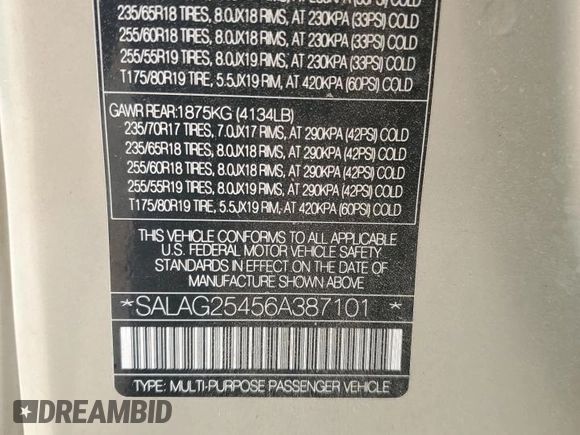 235/65R18 TIRES, 8.0JX18 RIMS, AT 230KPA (33PSI) COLD
255/60R18 TIRES, 8.0JX18 RIMS, AT 230KPA (33PSI) COLD
255/55R19 TIRES, 8.0JX19 RIMS, AT 230KPA (33PSI) COLD
T175/80R19 TIRE, 5.5JX19 RIM, AT 420KPA (60PSI) COLD
GAWR REAR:1875KG (4134LB)
235/70R17 TIRES, 7.0JX17 RIMS, AT 290KPA (42PSI) COLD
235/65R18 TIRES, 8.0JX18 RIMS, AT 290KPA (42PSI) COLD
255/60R18 TIRES, 8.0JX18 RIMS, AT 290KPA (42PSI) COLD
255/55R19 TIRES, 8.0JX19 RIMS, AT 290KPA (42PSI) COLD
T175/80R19 TIRE, 5.5JX19 RIM, AT 420KPA (60PSI) COLD
THIS VEHICLE CONFORMS TO ALL APPLICABLE
U.S. FEDERAL MOTOR VEHICLE SAFETY
STANDARDS IN EFFECT ON THE DATE OF
MANUFACTURE SHOWN ABOVE
*SALAG25456A387101 *
TYPE: MULTI-PURPOSE PASSENGER VEHICLE
DREAMBID